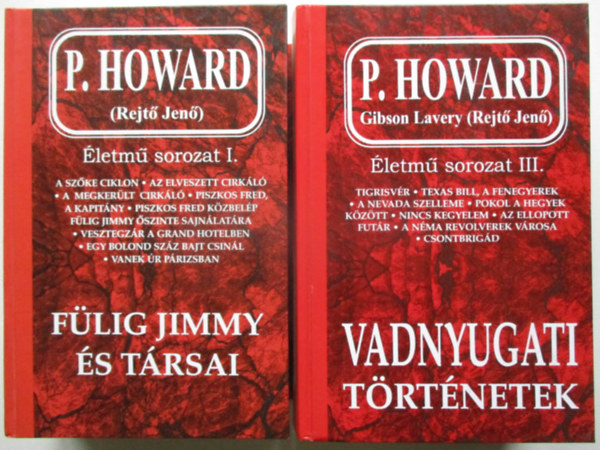 P. HOWARD
(Rejtő Jenő)
Életmű sorozat I.
A SZŐKE CIKLON • AZ ELVESZETT CIRKÁLÓ
• A MEGKERÜLT CIRKÁLÓ • PISZKOS FRED,
A KAPITÁNY • PISZKOS FRED KÖZBELÉP
FÜLIG JIMMY ŐSZINTE SAJNÁLATÁRA
• VESZTEGZÁR A GRAND HOTELBEN
• EGY BOLOND SZÁZ BAJT CSINÁL
• VANEK ÚR PÁRIZSBAN
FÜLIG JIMMY
ÉS TÁRSAI
P. HOWARD
Gibson Lavery (Rejtő Jenő)
Életmű sorozat III.
TIGRISVÉR • TEXAS BILL, A FENEGYEREK
• A NEVADA SZELLEME • POKOL A HEGYEK
KÖZÖTT • NINCS KEGYELEM • AZ ELLOPOTT
FUTÁR • A NÉMA REVOLVEREK VÁROSA
• CSONTBRIGÁD
VADNYUGATI
TÖRTÉNETEK